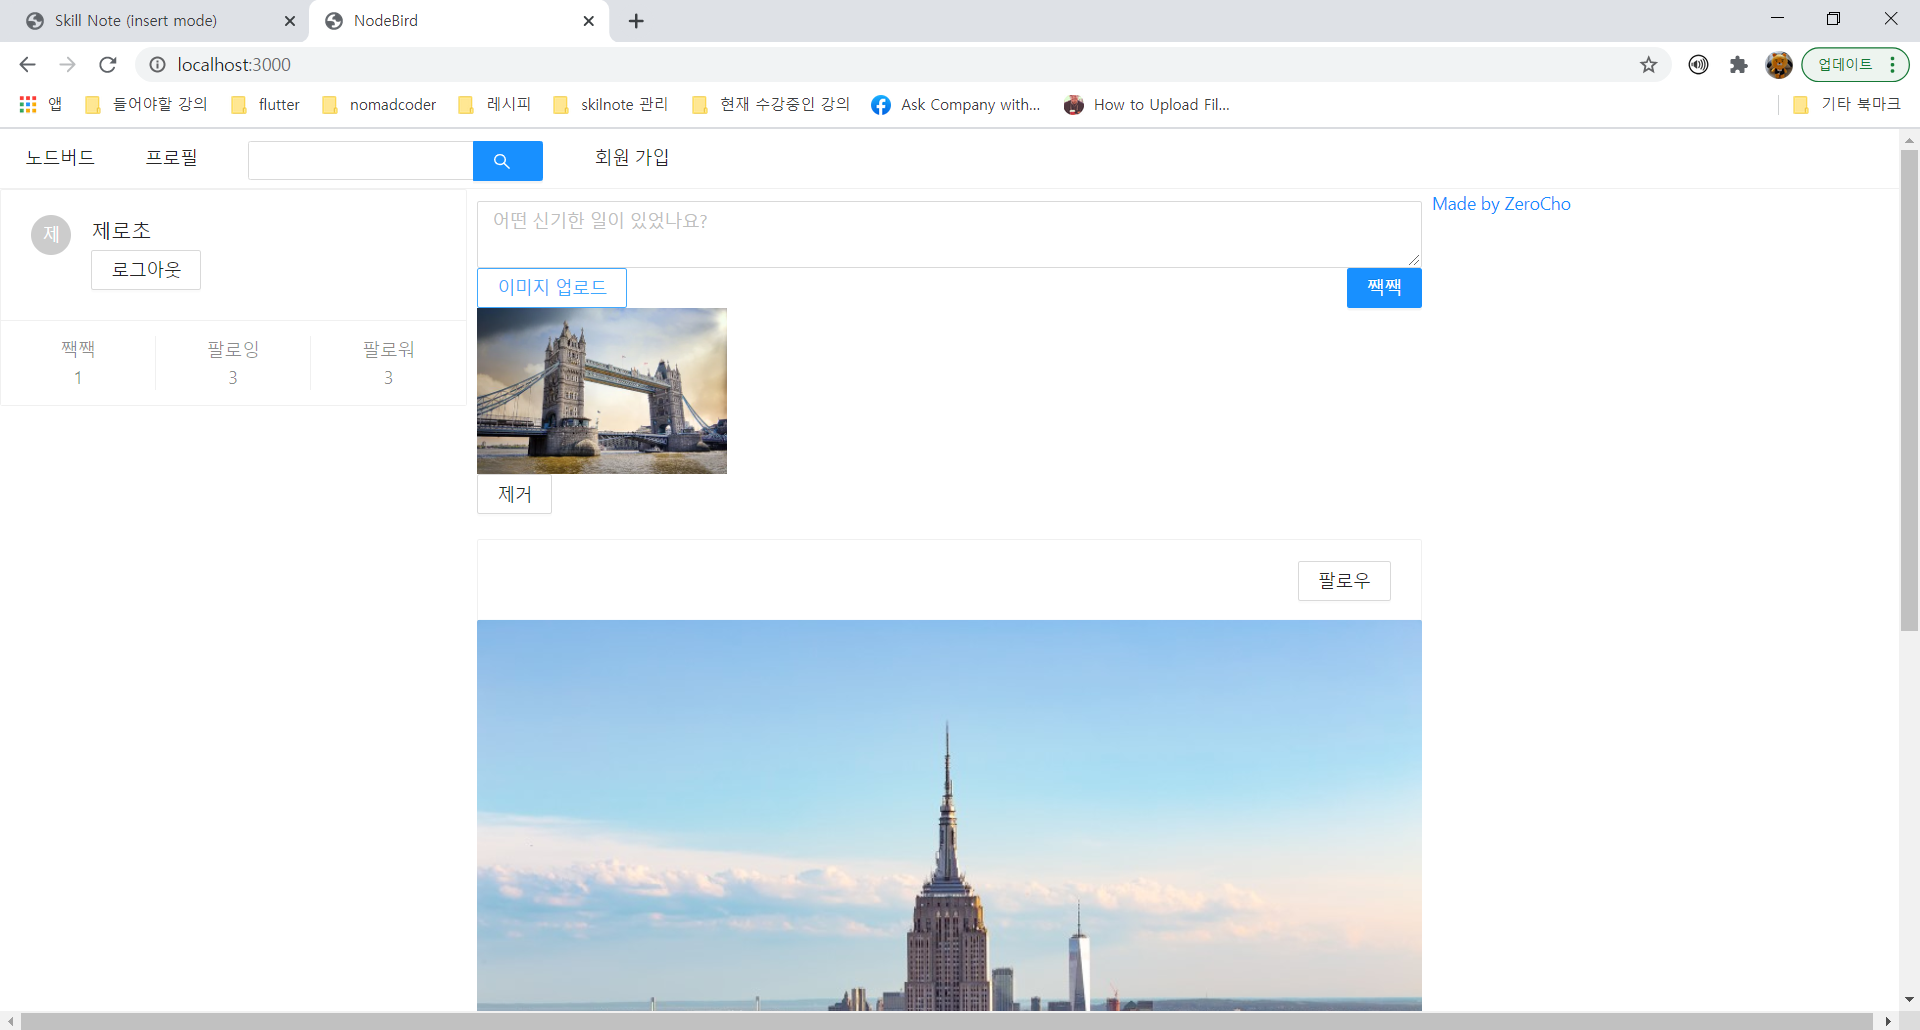 Skill Note (insert mode)
NodeBird
localhost:3000
업데이트
앱
들어야할 강의
flutter
nomadcoder
레시피
skilnote 관리
현재 수강중인 강의
Ask Company with...
How to Upload Fil...
기타 북마크
노드버드
프로필
회원 가입
제
제로초
로그아웃
짹짹
1
팔로잉
3
팔로워
3
어떤 신기한 일이 있었나요?
이미지 업로드
짹짹
제거
팔로우
Made by ZeroCho